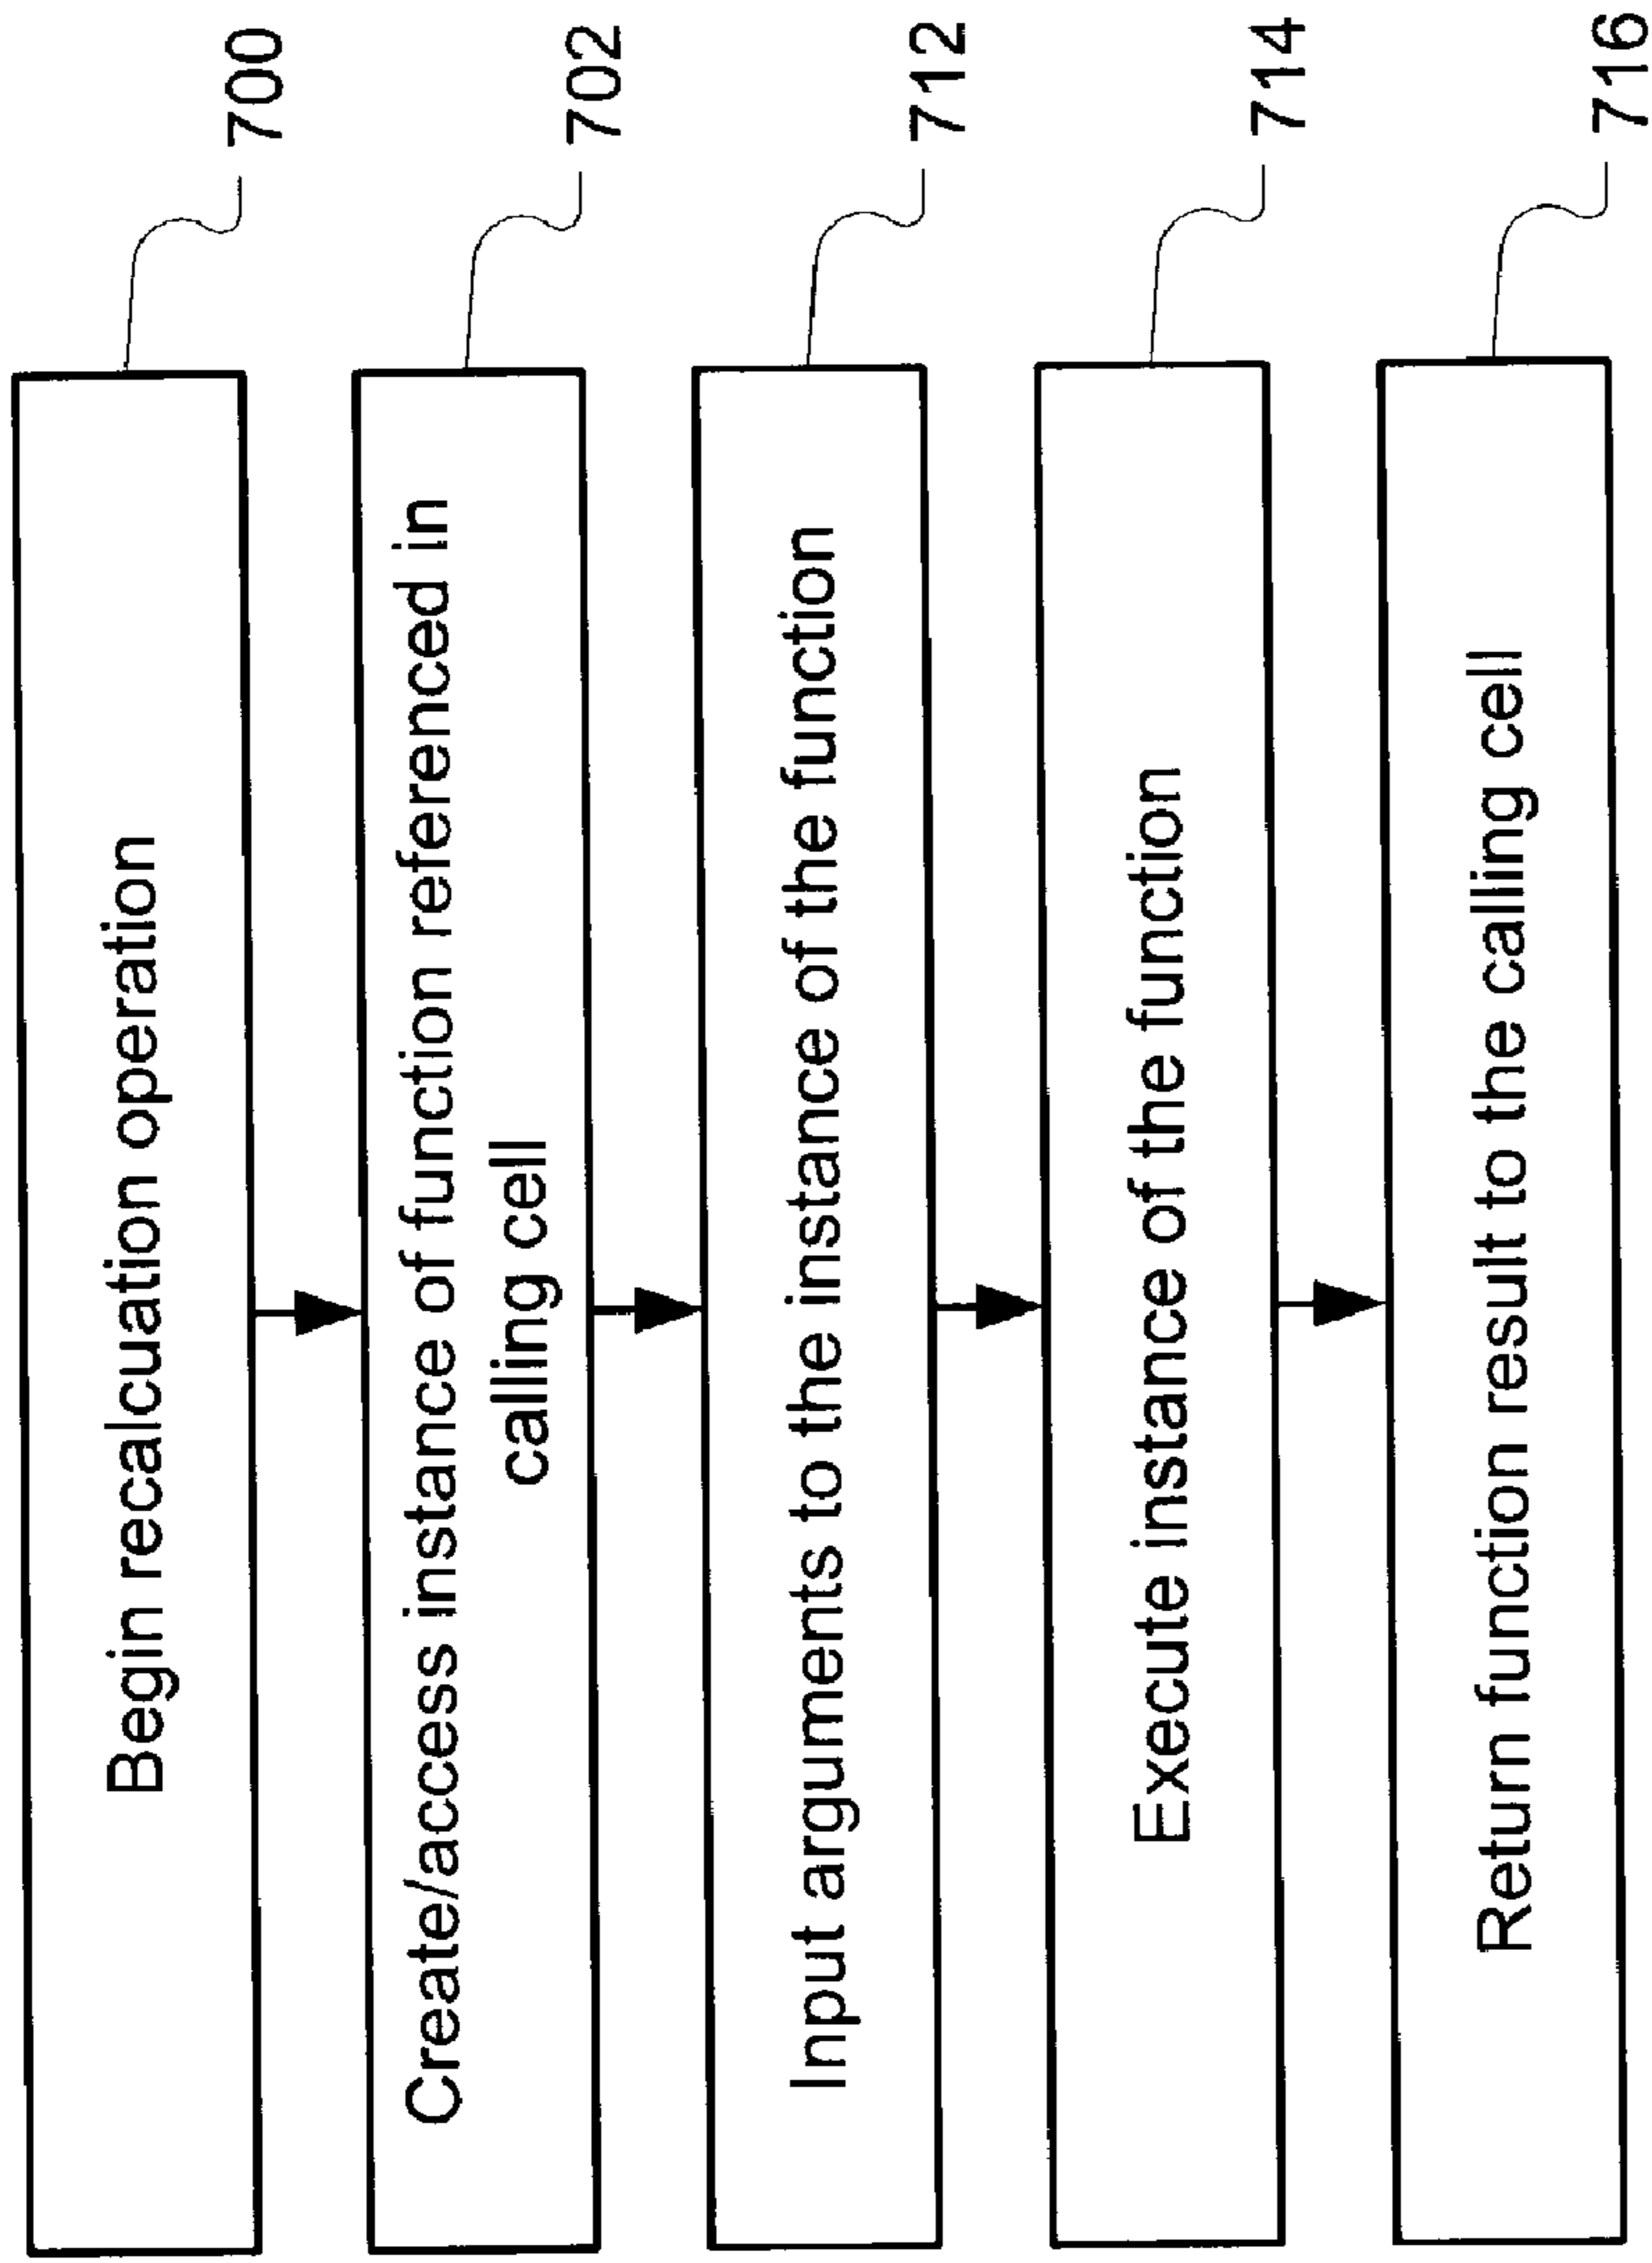 Begin recalcuation operation
700
Create/access instance of function referenced in
calling cell
702
Input arguments to the instance of the function
712
Execute instance of the function
714
Return function result to the calling cell
716